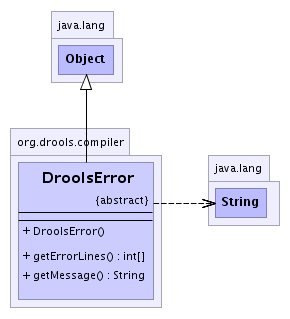 java.lang
Object
org.drools.compiler
DroolsError
{abstract}
+ DroolsError()
+ getErrorLines() : int[]
+ getMessage() : String
java.lang
String